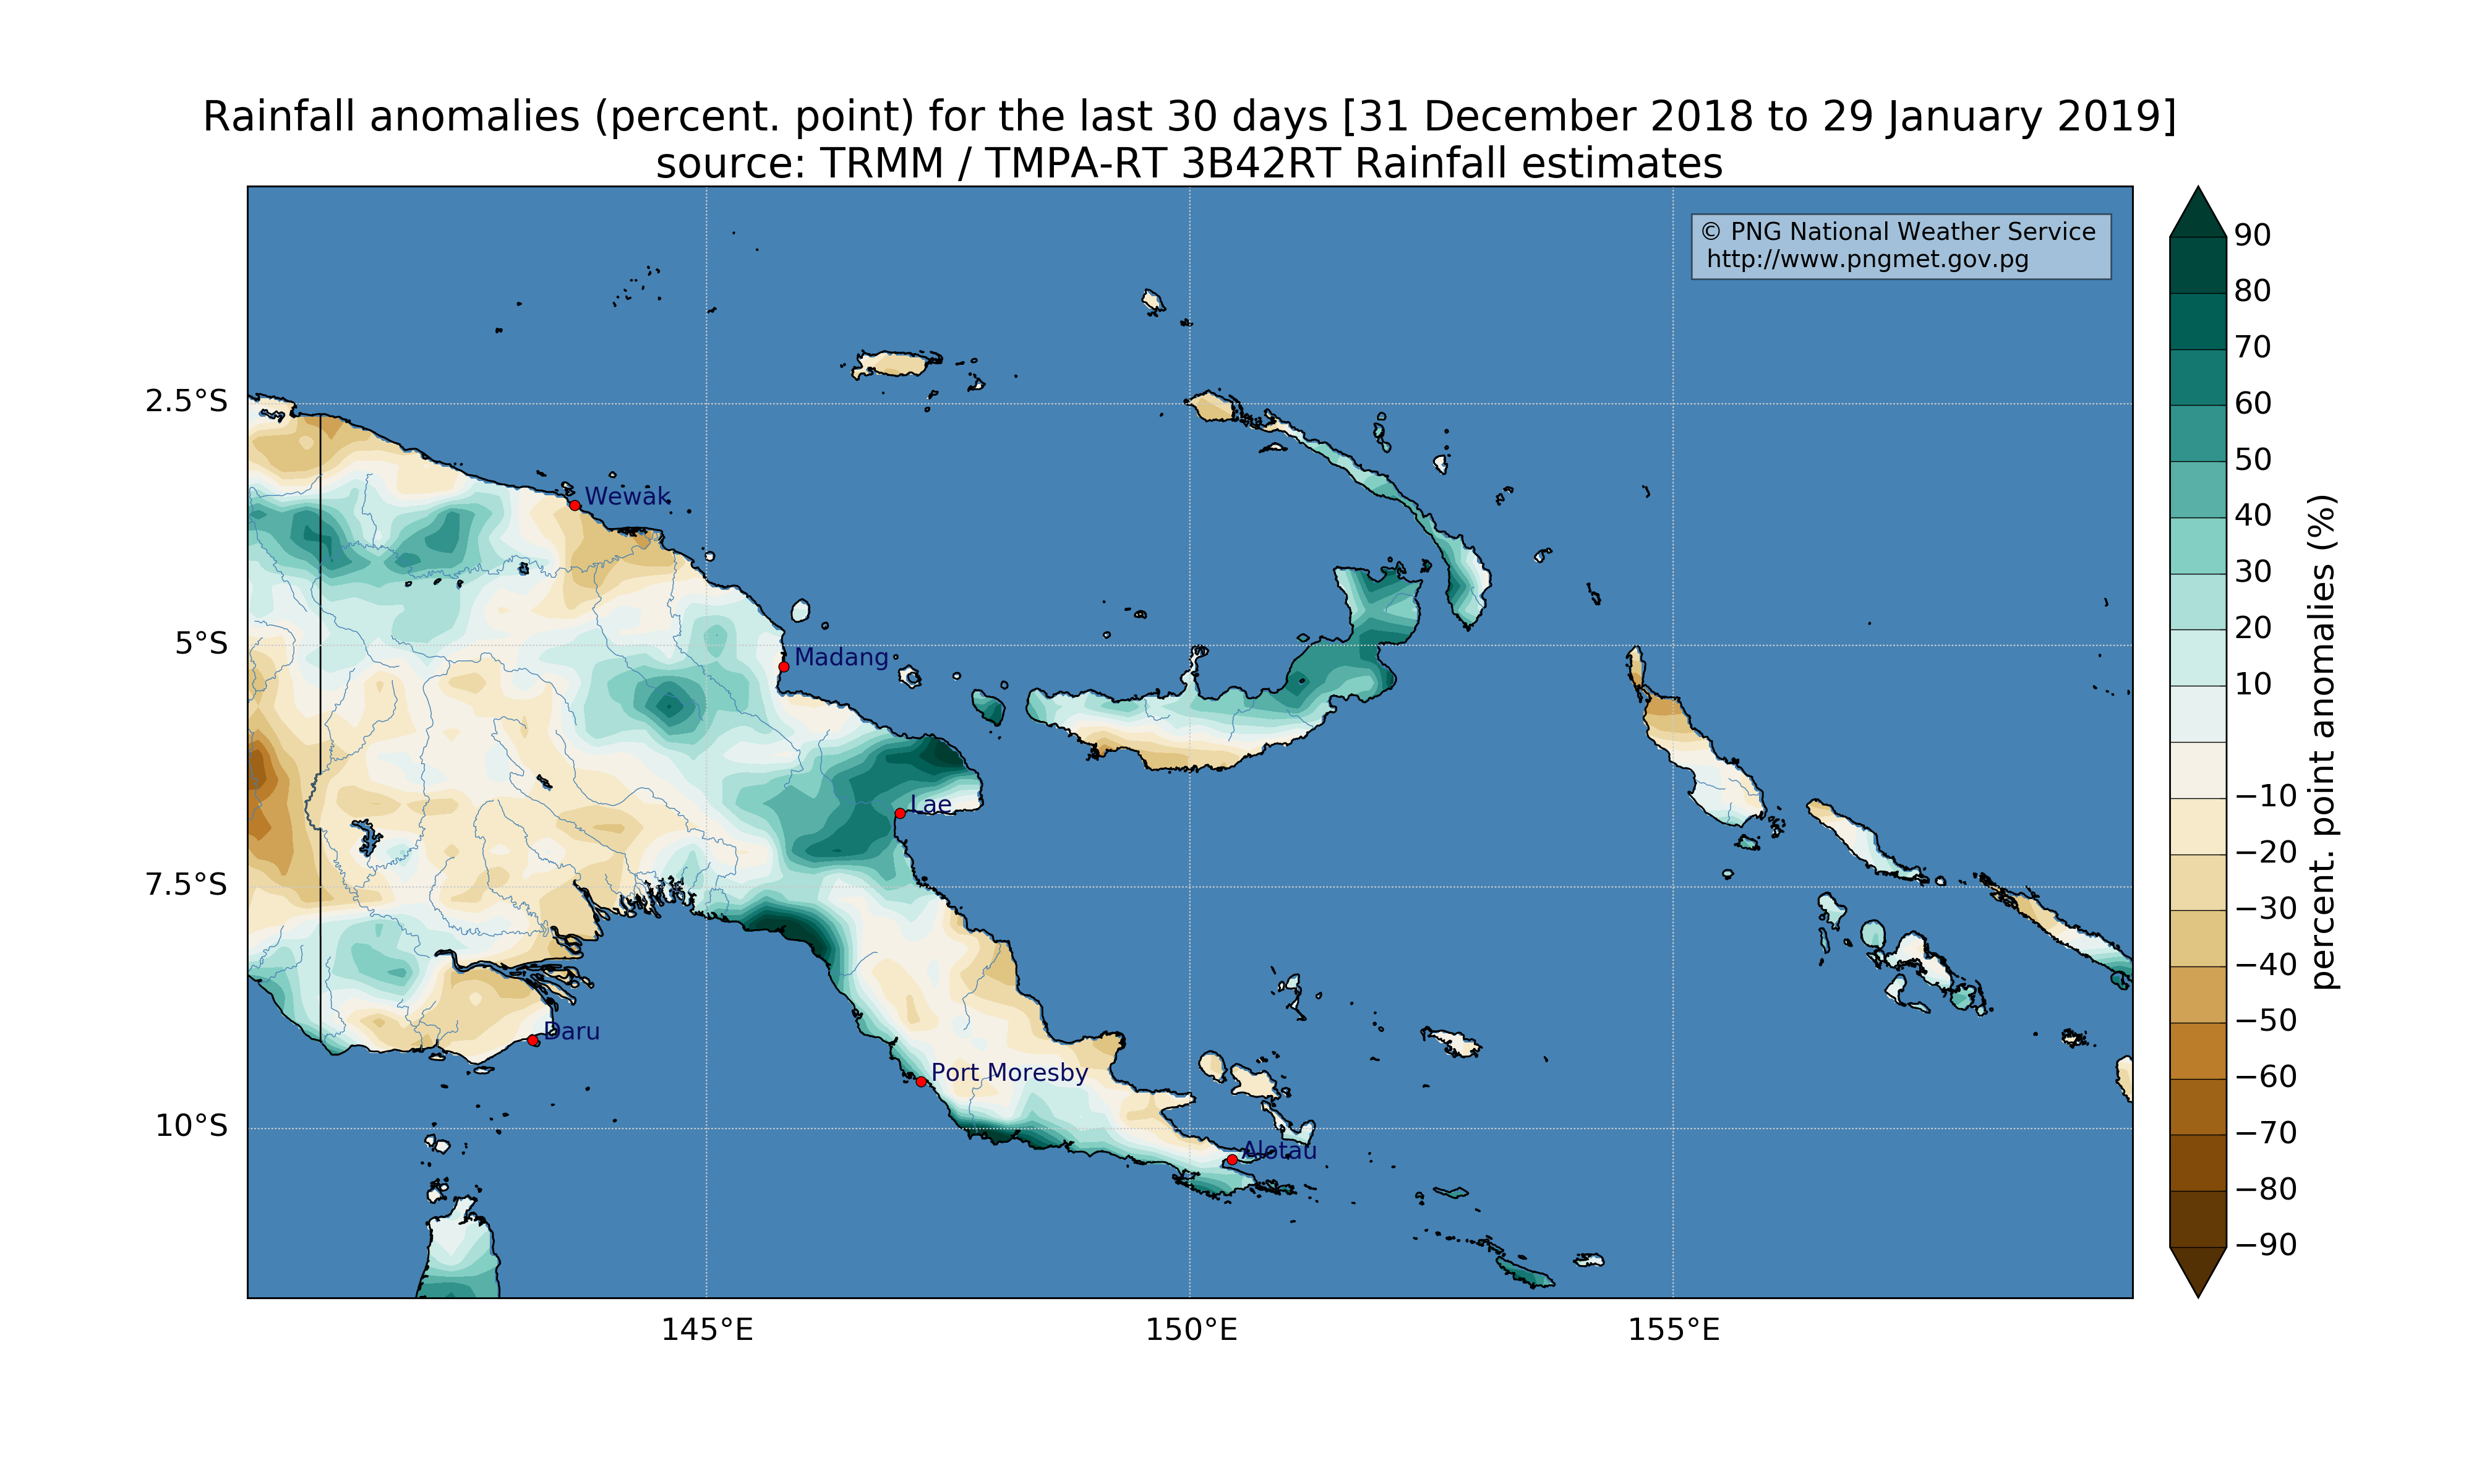 Rainfall anomalies (percent. point) for the last 30 days [31 December 2018 to 29 January 2019]
source: TRMM / TMPA-RT 3B42RT Rainfall estimates
© PNG National Weather Service
http://www.pngmet.gov.pg
90
80
70
60
50
40
30
20
10
−10
−20
−30
−40
−50
−60
−70
−80
−90
percent. point anomalies (%)
2.5°S
5°S
7.5°S
10°S
Wewak
Madang
Lae
Daru
Port Moresby
Alotau
145°E
150°E
155°E